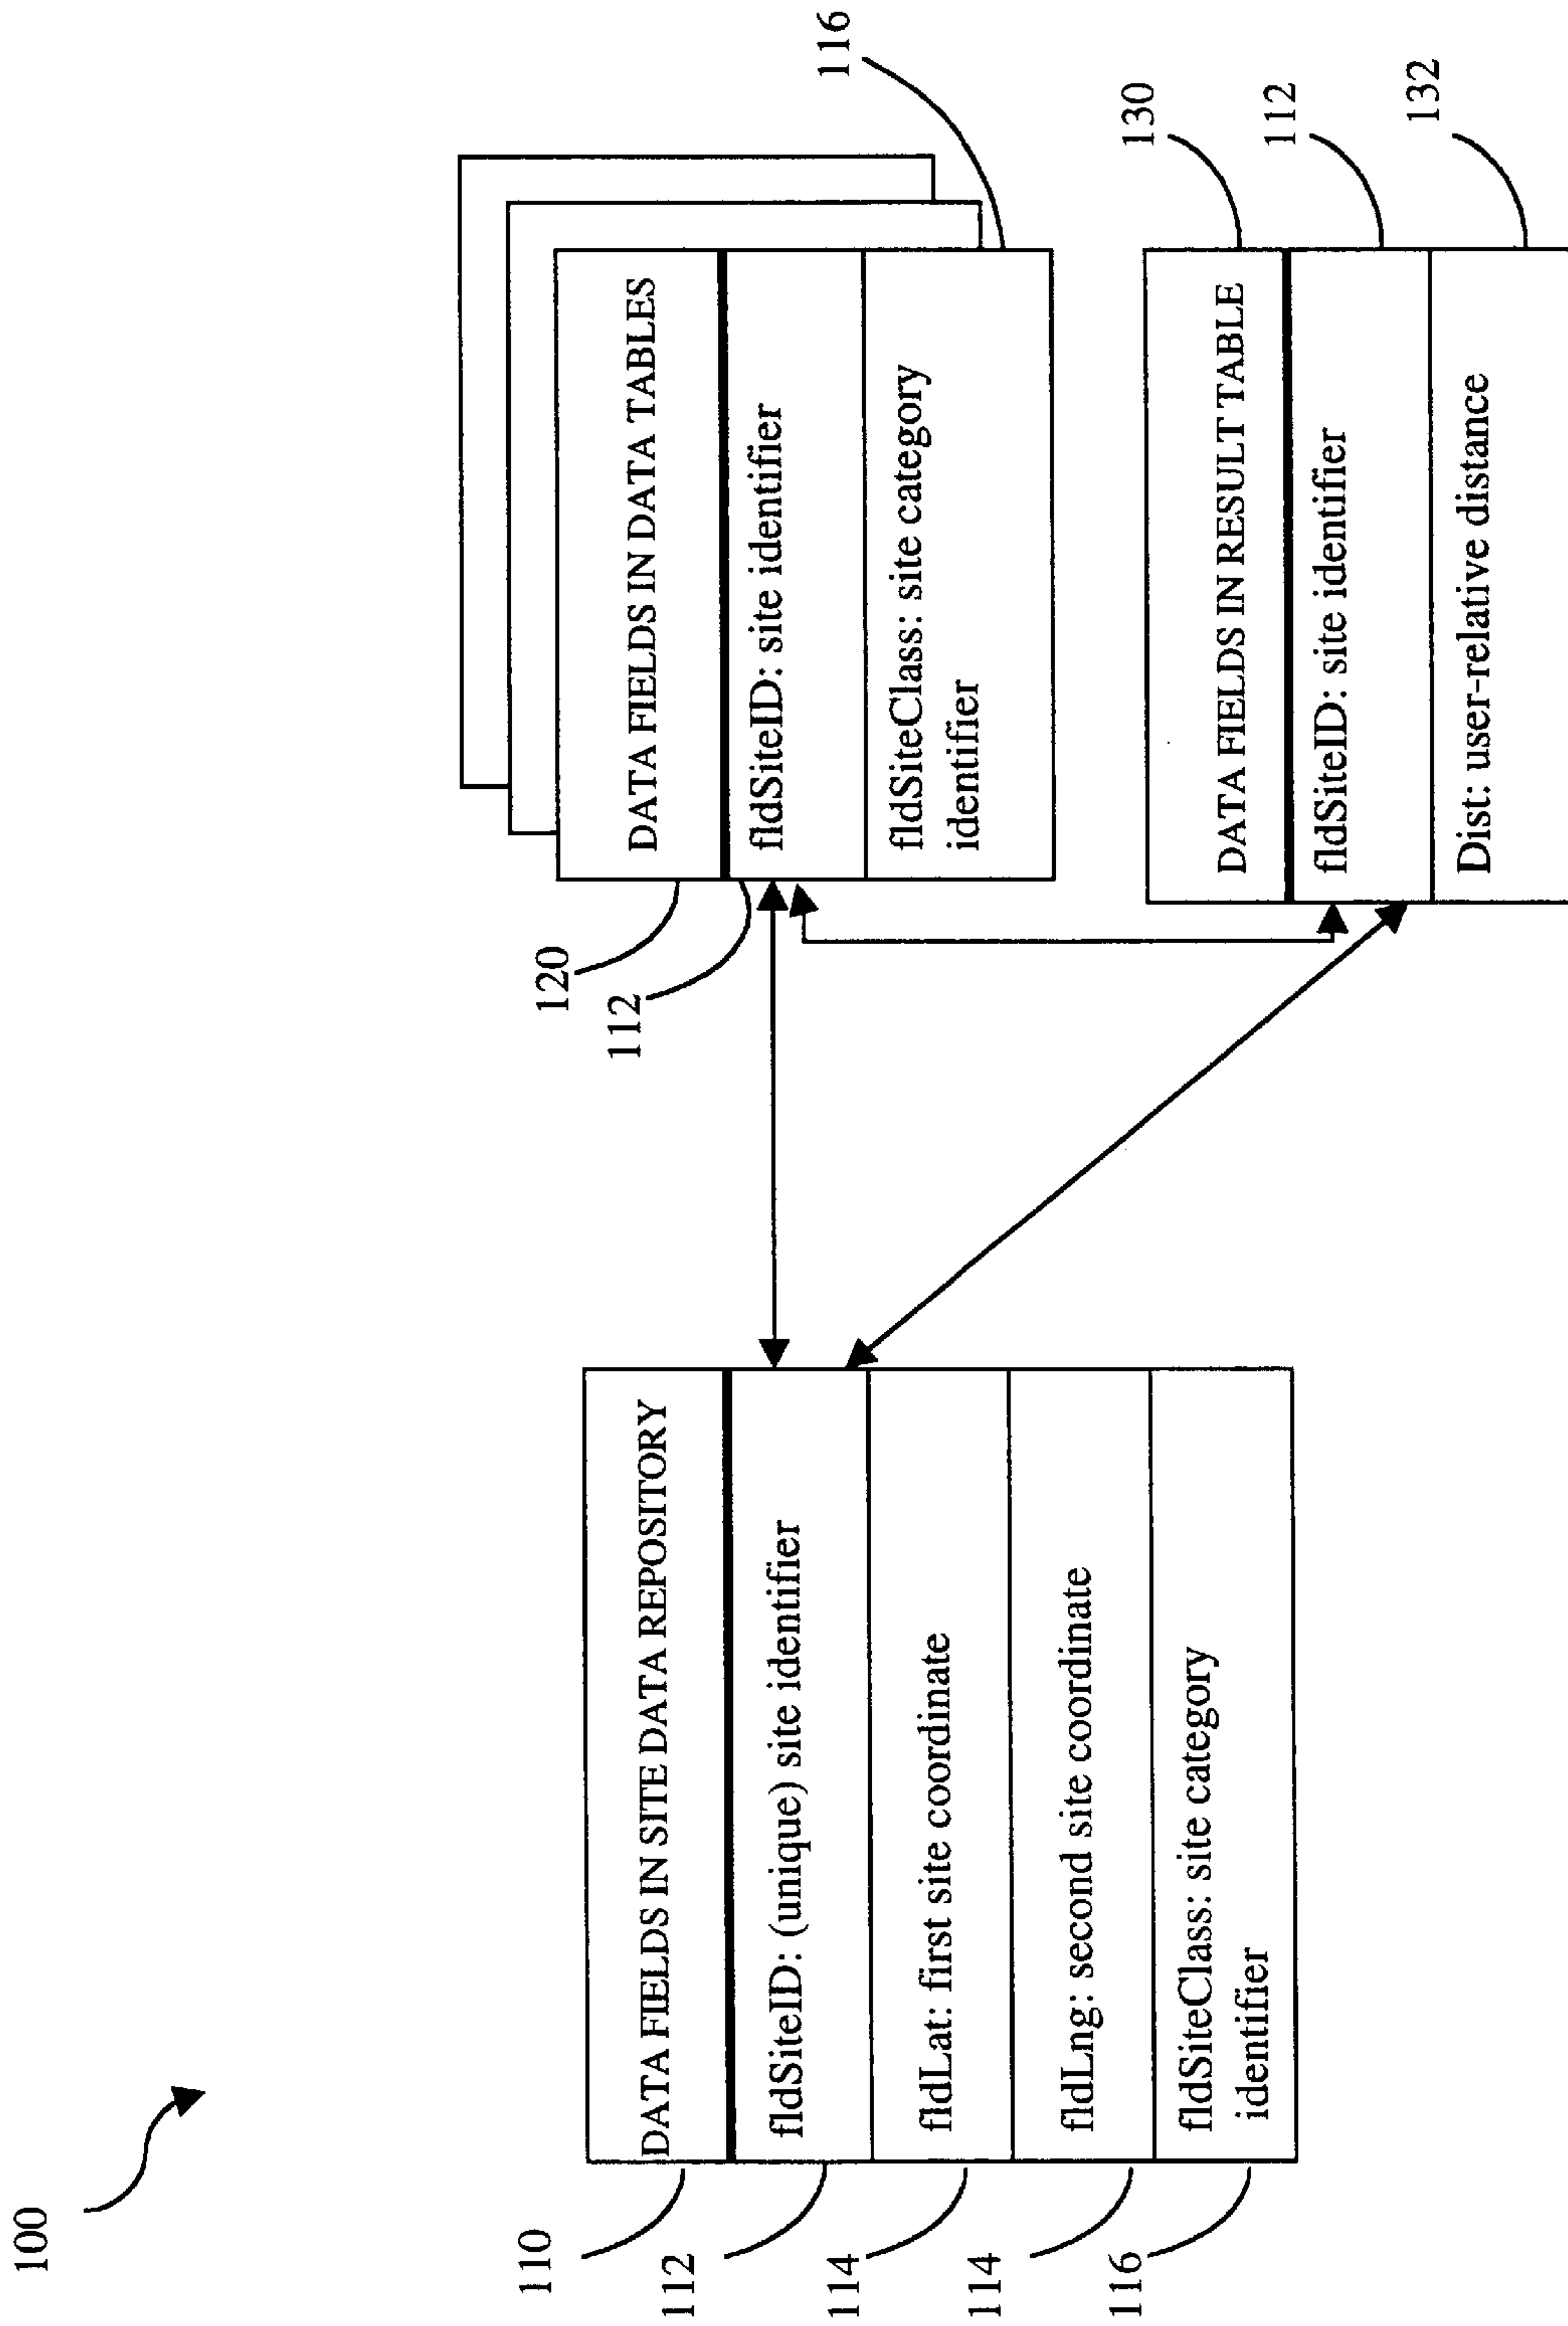 100
110
DATA FIELDS IN SITE DATA REPOSITORY
112
fldSiteID: (unique) site identifier
114
fldLat: first site coordinate
114
fldLng: second site coordinate
116
fldSiteClass: site category
identifier
120
DATA FIELDS IN DATA TABLES
112
fldSiteID: site identifier
fldSiteClass: site category
identifier
116
DATA FIELDS IN RESULT TABLE
130
fldSiteID: site identifier
112
Dist: user-relative distance
132